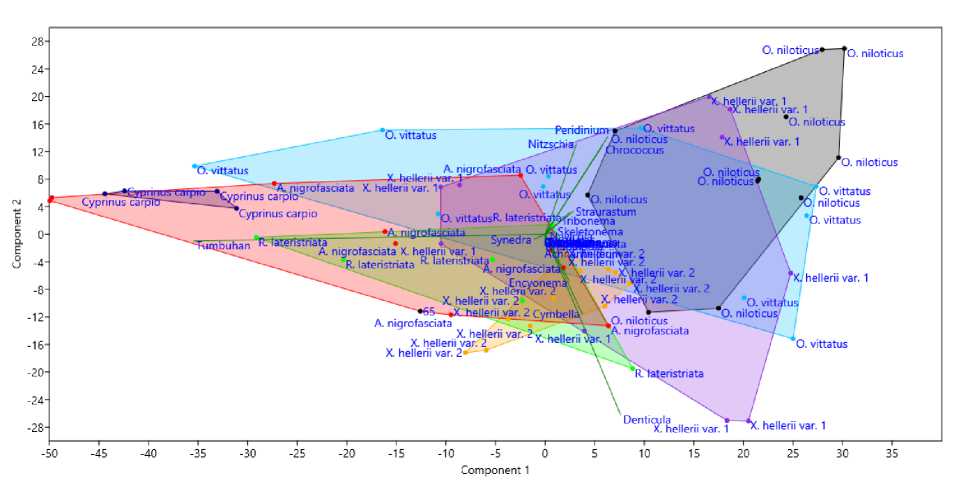 28
O. niloticus
O. niloticus
24
20
X. hellerii var. 1
X. hellerii var. 1
O. niloticus
16
O. vittatus
Peridinium
O. vittatus
O. niloticus
Nitzschia
X. hellerii var. 1
Chrococcus
12
O. vittatus
A. nigrofasciata
O. vittatus
O. niloticus
O. niloticus
8
X. hellerii var. 1
A. nigrofasciata
Cyprinus carpio
Cyprinus carpio
O. vittatus
O. vittatus
Cyprinus carpio
O. niloticus
O. niloticus
4
Cyprinus carpio
Straurastum
O. vittatus
R. lateristriata
Tribonema
O. vittatus
Skeletonema
0
A. nigrofasciata
R. lateristriata
Synedra
Tumbuhan
A. nigrofasciata
X. hellerii var. 1
-4
R. lateristriata
R. lateristriata
A. nigrofasciata
X. hellerii var. 2
X. hellerii var. 2
X. hellerii var. 1
Encyonema
-8
X. hellerii var. 2
X. hellerii var. 2
X. hellerii var. 2
X. hellerii var. 2
O. vittatus
65
X. hellerii var. 2
Cymbella
O. niloticus
O. niloticus
-12
A. nigrofasciata
A. nigrofasciata
X. hellerii var. 2
X. hellerii var. 1
X. hellerii var. 2
O. vittatus
-16
X. hellerii var. 2
R. lateristriata
-20
-24
Denticula
X. hellerii var. 1
X. hellerii var. 1
-28
-50 -45 -40 -35 -30 -25 -20 -15 -10 -5 0 5 10 15 20 25 30 35
Component 1
Component 2